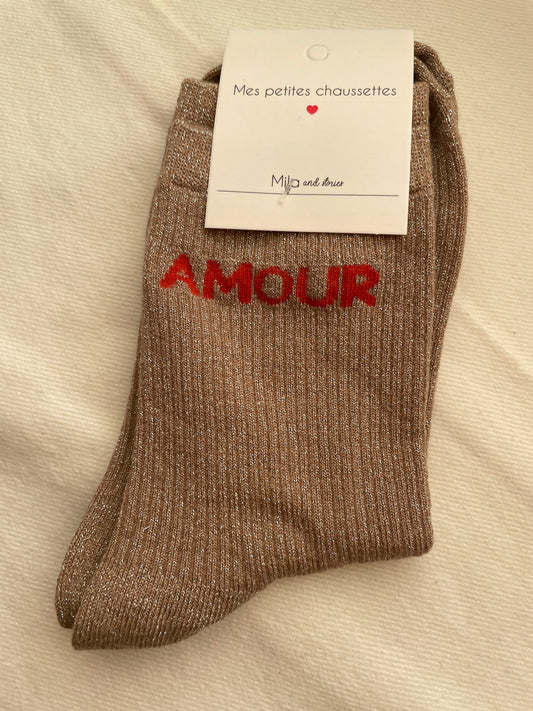 Mes petites chaussettes
Mila and stories
AMOUR